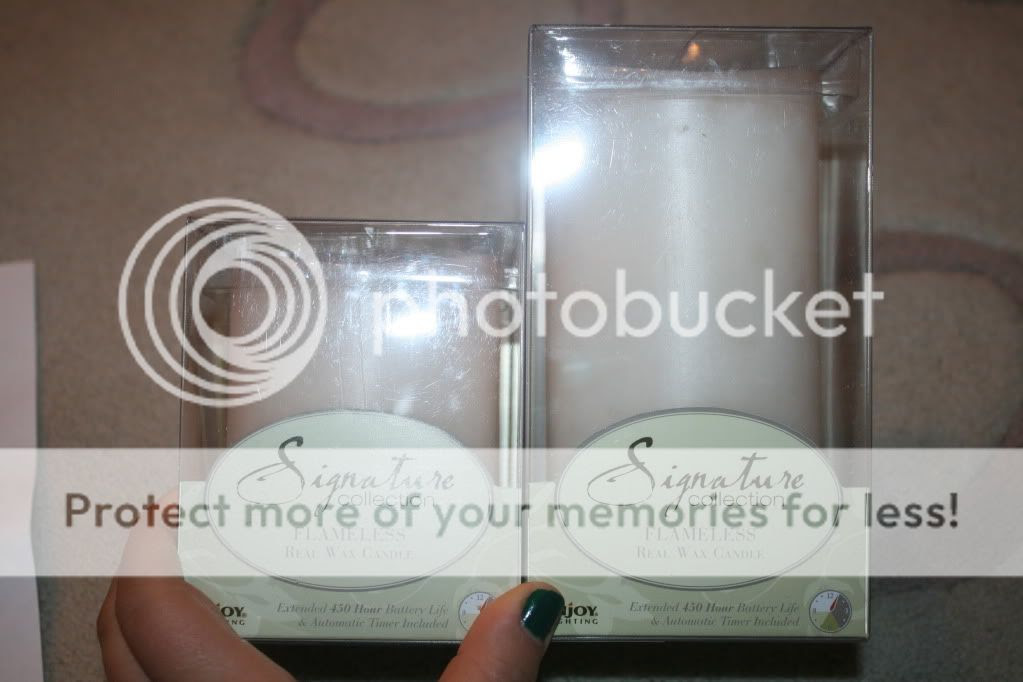 photobucket
Signature
collection
FLAMELESS
REAL WAX CANDLE
Extended 450 Hour Battery Life
& Automatic Timer Included
Signature
collection
FLAMELESS
REAL WAX CANDLE
Extended 450 Hour Battery Life
& Automatic Timer Included
Protect more of your memories for less!